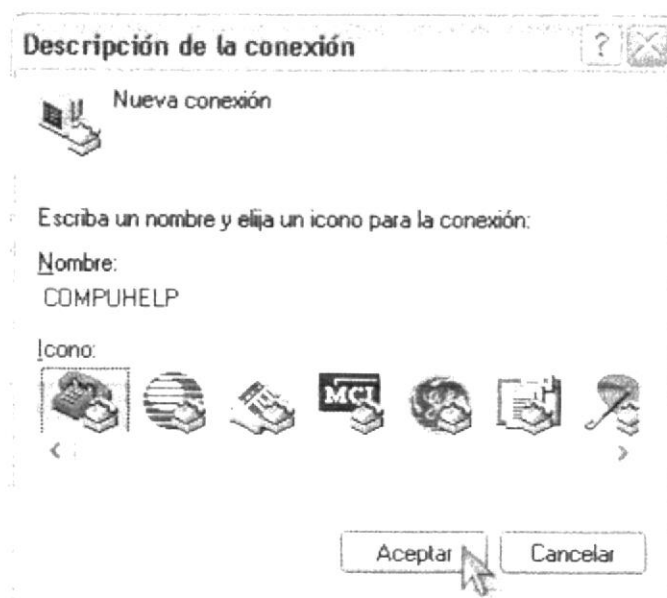 Descripción de la conexión
?
Nueva conexión
Escriba un nombre y elija un icono para la conexión:
Nombre:
COMPUHELP
Icono:
MCI
Aceptar
Cancelar